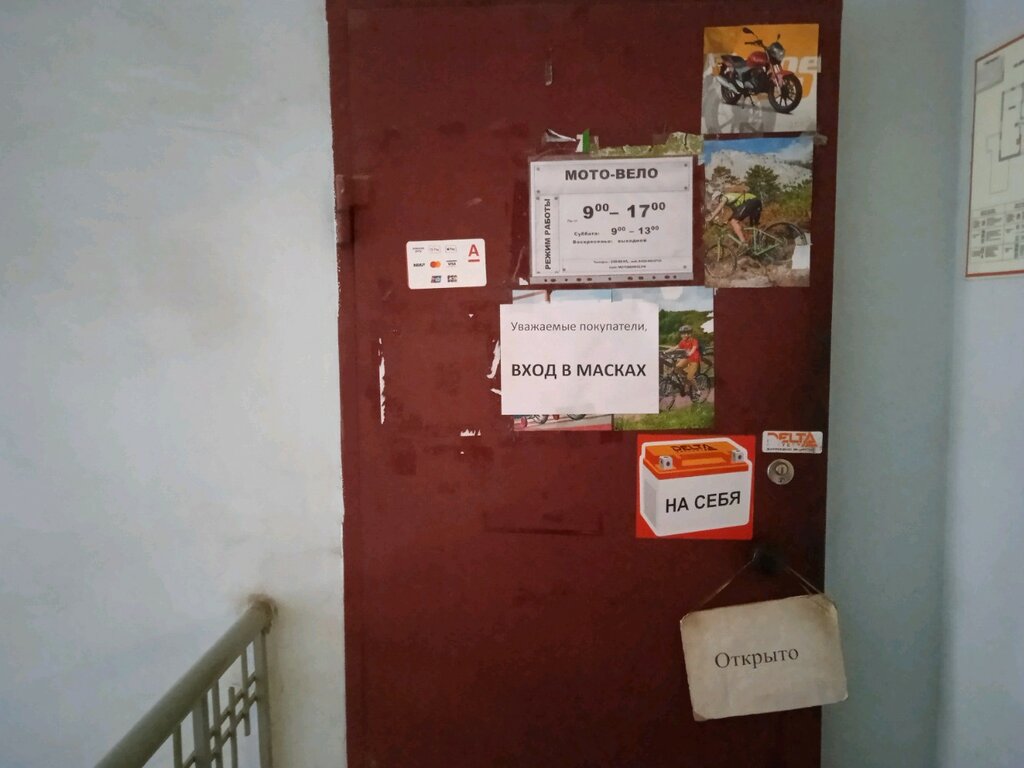 МОТО-ВЕЛО
РЕЖИМ РАБОТЫ
9⁰⁰ – 17⁰⁰
Суббота: 9⁰⁰ – 13⁰⁰
Воскресенье: выходной
А
VISA
Уважаемые покупатели,
ВХОД В МАСКАХ
DELTA
DELTA
НА СЕБЯ
Открыто